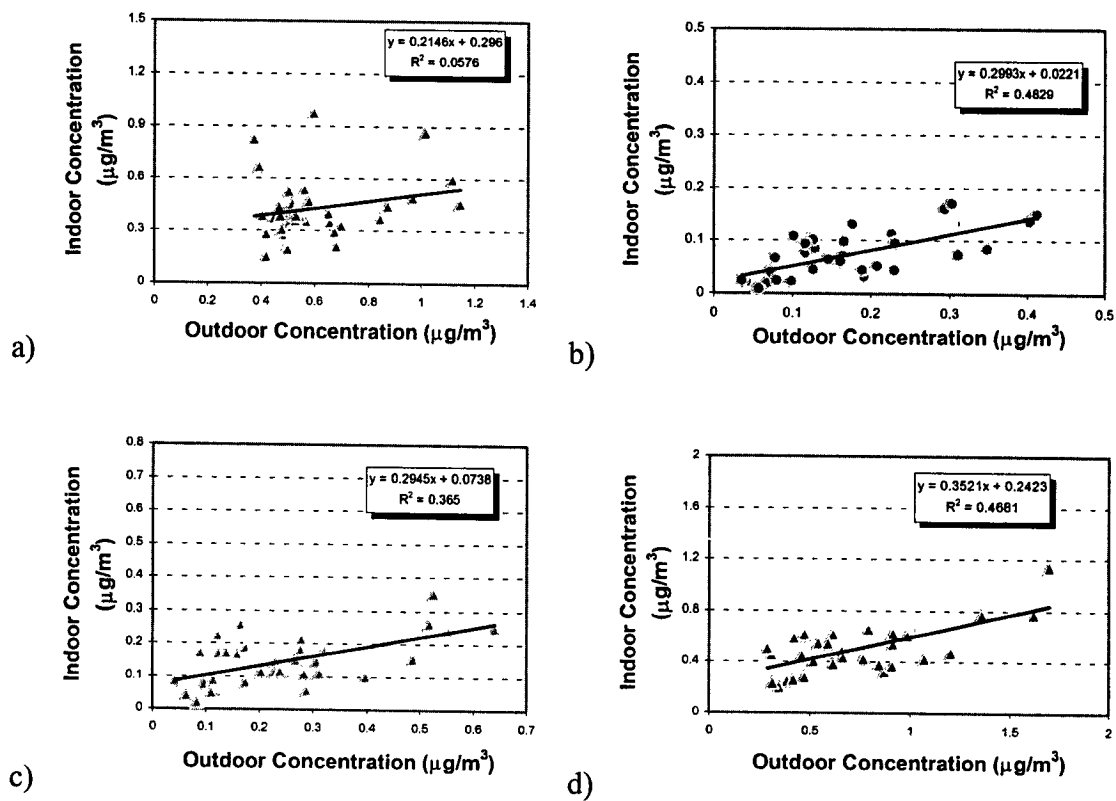 1.5
1.2
0.9
0.6
0.3
0
Indoor Concentration
(µg/m³)
y = 0.2146x + 0.296
R² = 0.0576
0 0.2 0.4 0.6 0.8 1 1.2 1.4
Outdoor Concentration (µg/m³)
a)
0.5
0.4
0.3
0.2
0.1
0
Indoor Concentration
(µg/m³)
y = 0.2993x + 0.0221
R² = 0.4829
0 0.1 0.2 0.3 0.4 0.5
Outdoor Concentration (µg/m³)
b)
0.8
0.7
0.6
0.5
0.4
0.3
0.2
0.1
0
Indoor Concentration
(µg/m³)
y = 0.2945x + 0.0738
R² = 0.365
0 0.1 0.2 0.3 0.4 0.5 0.6 0.7
Outdoor Concentration (µg/m³)
c)
2
1.6
1.2
0.8
0.4
0
Indoor Concentration
(µg/m³)
y = 0.3521x + 0.2423
R² = 0.4681
0 0.5 1 1.5 2
Outdoor Concentration (µg/m³)
d)